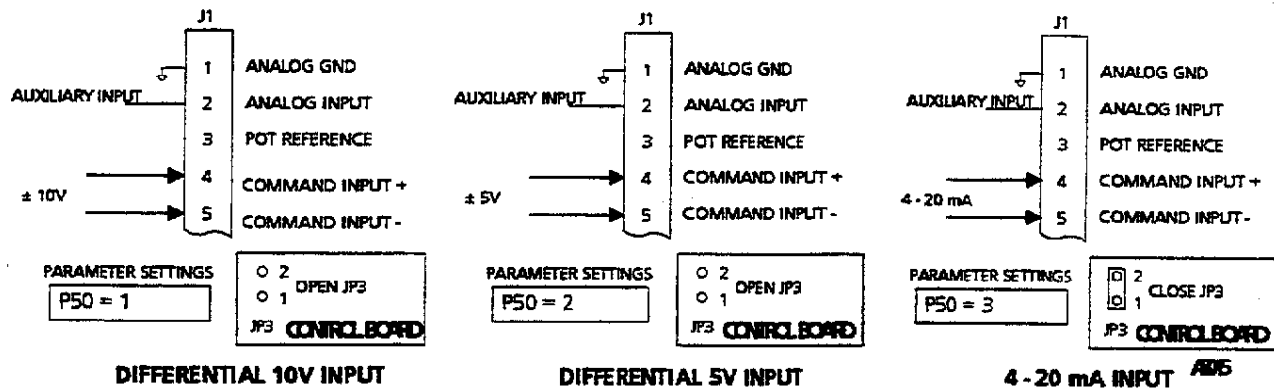 J1
1 ANALOG GND
AUXILIARY INPUT 2 ANALOG INPUT
3 POT REFERENCE
± 10V
4 COMMAND INPUT +
5 COMMAND INPUT -
PARAMETER SETTINGS
P50 = 1
2
1
OPEN JP3
JP3 CONTROL BOARD
DIFFERENTIAL 10V INPUT
J1
1 ANALOG GND
AUXILIARY INPUT 2 ANALOG INPUT
3 POT REFERENCE
± 5V
4 COMMAND INPUT +
5 COMMAND INPUT -
PARAMETER SETTINGS
P50 = 2
2
1
OPEN JP3
JP3 CONTROL BOARD
DIFFERENTIAL 5V INPUT
J1
1 ANALOG GND
AUXILIARY INPUT 2 ANALOG INPUT
3 POT REFERENCE
4 - 20 mA
4 COMMAND INPUT +
5 COMMAND INPUT -
PARAMETER SETTINGS
P50 = 3
2
1
CLOSE JP3
JP3 CONTROL BOARD
4 - 20 mA INPUT